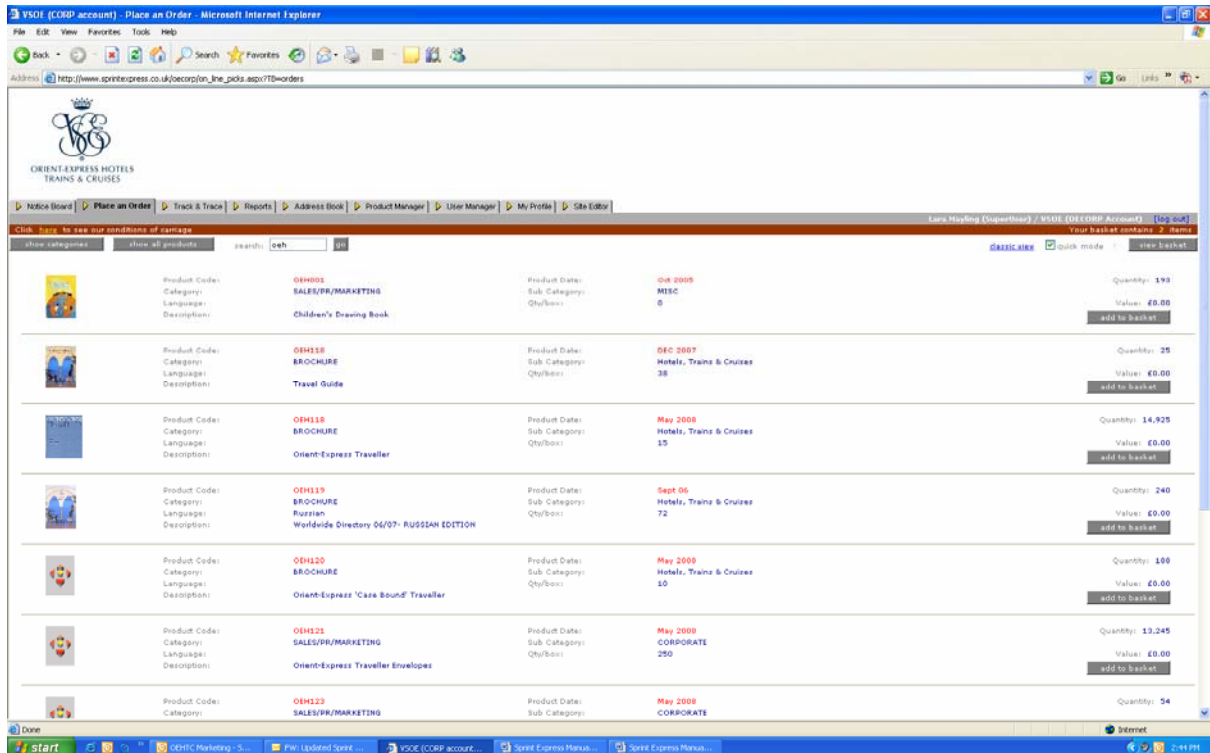 VSOE (CORP account) - Place an Order - Microsoft Internet Explorer
File Edit View Favorites Tools Help
Back Search Favorites
Address http://www.sprintexpress.co.uk/oecorp/on_line_picks.aspx?TB=orders Go Links »
VSOE
ORIENT-EXPRESS HOTELS
TRAINS & CRUISES
Notice Board Place an Order Track & Trace Reports Address Book Product Manager User Manager My Profile Site Editor
Lars Hayling (SuperUser) / VSOE (OECORP Account) [log out]
Click here to see our conditions of carriage Your basket contains 2 items
show categories show all products search: oeh go classic view quick mode view basket
Product Code: OEH001 Product Date: Oct 2005 Quantity: 193
Category: SALES/PR/MARKETING Sub Category: MISC
Language: Qty/box: 0 Value: £0.00
Description: Children's Drawing Book add to basket
Product Code: Product Date: DEC 2007 Quantity: 25
Category: BROCHURE Sub Category: Hotels, Trains & Cruises
Language: Qty/box: 38 Value: £0.00
Description: Travel Guide add to basket
Product Code: OEH118 Product Date: May 2008 Quantity: 14,925
Category: BROCHURE Sub Category: Hotels, Trains & Cruises
Language: Qty/box: 15 Value: £0.00
Description: Orient-Express Traveller add to basket
Product Code: OEH119 Product Date: Sept 06 Quantity: 240
Category: BROCHURE Sub Category: Hotels, Trains & Cruises
Language: Russian Qty/box: 72 Value: £0.00
Description: Worldwide Directory 06/07- RUSSIAN EDITION add to basket
Product Code: OEH120 Product Date: May 2008 Quantity: 100
Category: BROCHURE Sub Category: Hotels, Trains & Cruises
Language: Qty/box: 10 Value: £0.00
Description: Orient-Express 'Case Bound' Traveller add to basket
Product Code: OEH121 Product Date: May 2008 Quantity: 13,245
Category: SALES/PR/MARKETING Sub Category: CORPORATE
Language: Qty/box: 250 Value: £0.00
Description: Orient-Express Traveller Envelopes add to basket
Product Code: OEH123 Product Date: May 2008 Quantity: 54
Category: SALES/PR/MARKETING Sub Category: CORPORATE
Done Internet
start OEHTC Marketing - S... FW: Updated Sprint ... VSOE (CORP account... Sprint Express Manua... Sprint Express Manua... 2:44 PM